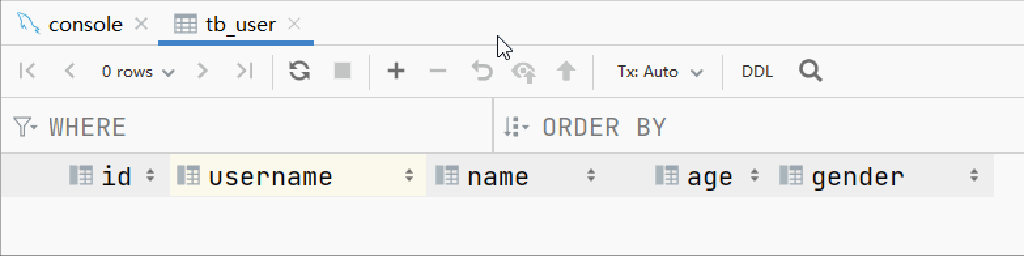 console tb_user
0 rows Tx: Auto DDL
WHERE ORDER BY
id username name age gender